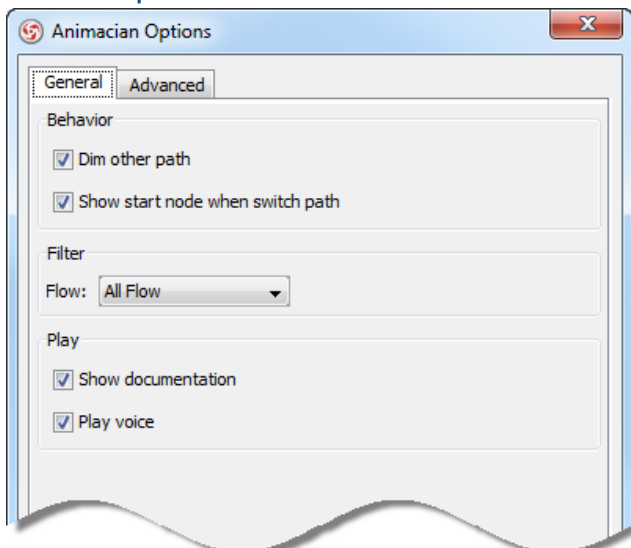 Animacian Options
General Advanced
Behavior
Dim other path
Show start node when switch path
Filter
Flow: All Flow
Play
Show documentation
Play voice